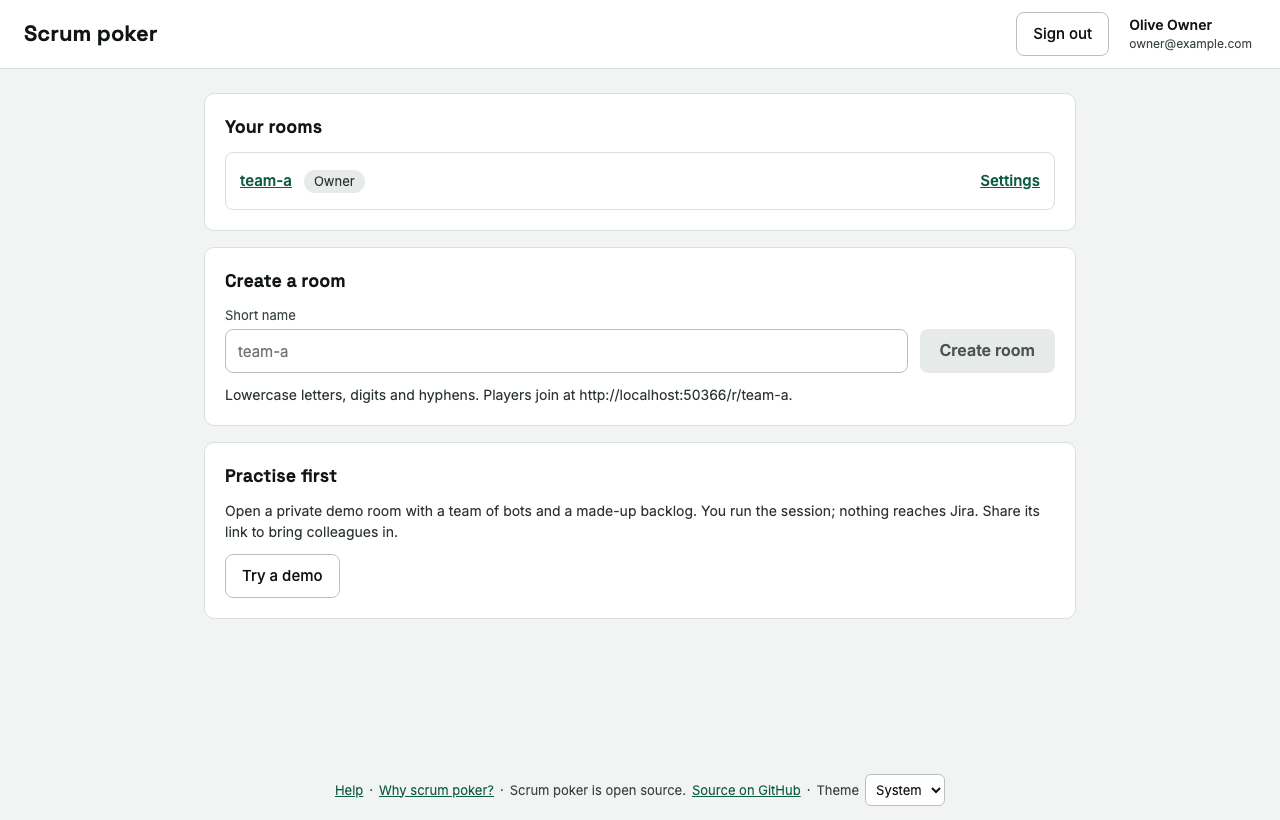 Scrum poker
Sign out
Olive Owner
owner@example.com
Your rooms
team-a Owner Settings
Create a room
Short name
team-a
Create room
Lowercase letters, digits and hyphens. Players join at http://localhost:50366/r/team-a.
Practise first
Open a private demo room with a team of bots and a made-up backlog. You run the session; nothing reaches Jira. Share its
link to bring colleagues in.
Try a demo
Help · Why scrum poker? · Scrum poker is open source. Source on GitHub · Theme System